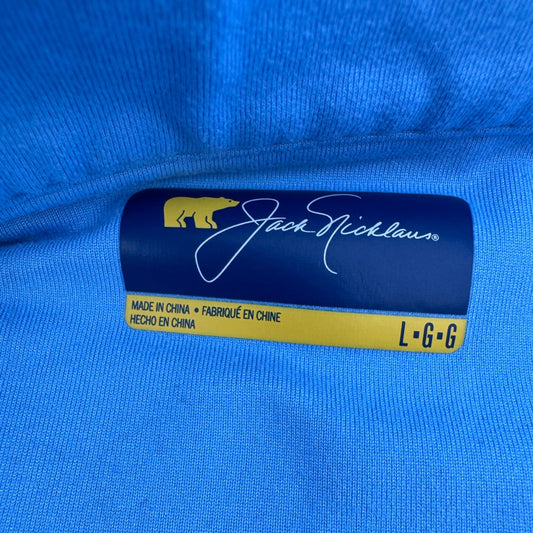 Jack Nicklaus®
MADE IN CHINA • FABRIQUÉ EN CHINE
HECHO EN CHINA
L•G•G